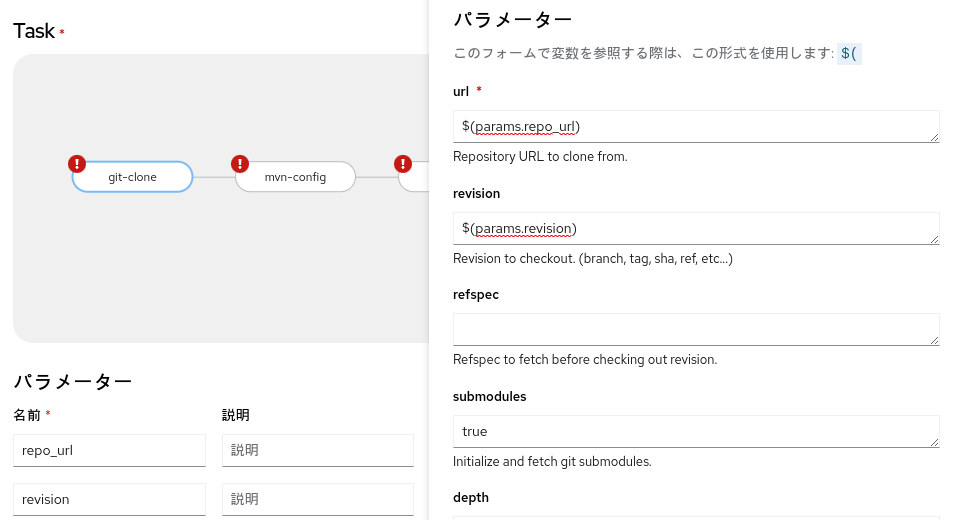 Task *
git-clone
mvn-config
パラメーター
名前 *
説明
repo_url
説明
revision
説明
パラメーター
このフォームで変数を参照する際は、この形式を使用します: $(
url *
$(params.repo_url)
Repository URL to clone from.
revision
$(params.revision)
Revision to checkout. (branch, tag, sha, ref, etc...)
refspec
Refspec to fetch before checking out revision.
submodules
true
Initialize and fetch git submodules.
depth